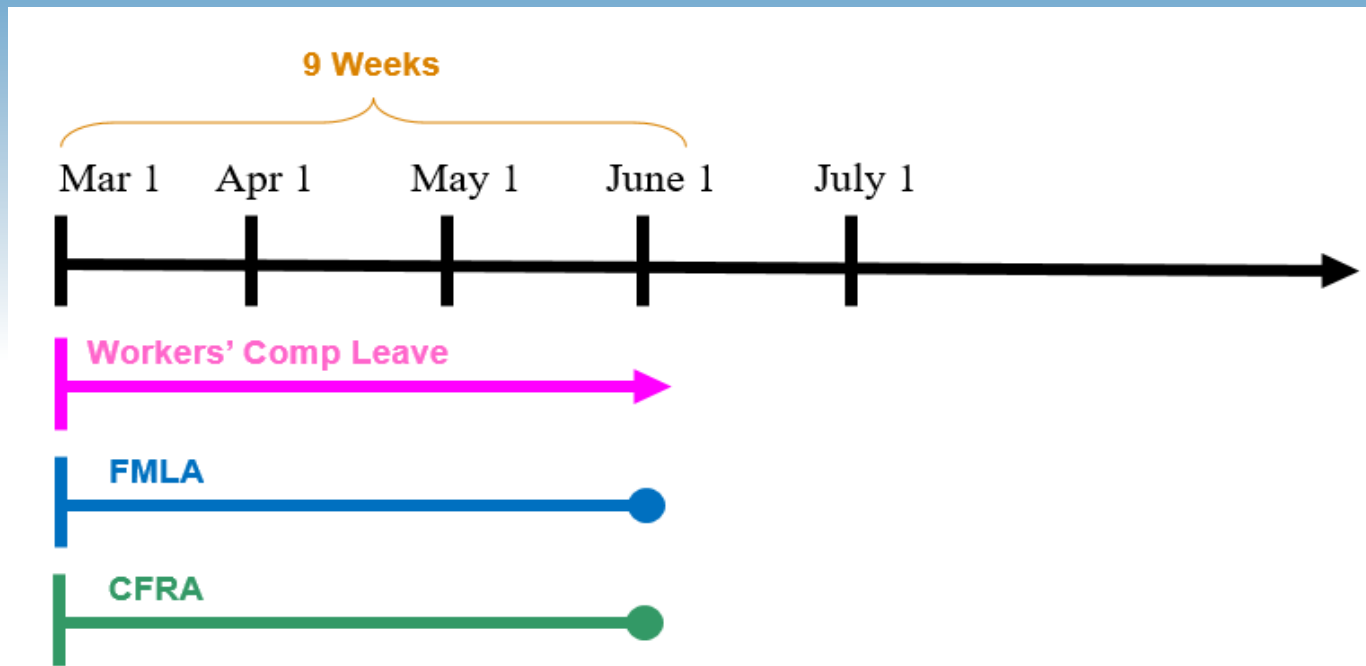 9 Weeks
Mar 1 Apr 1 May 1 June 1 July 1
Workers’ Comp Leave
FMLA
CFRA